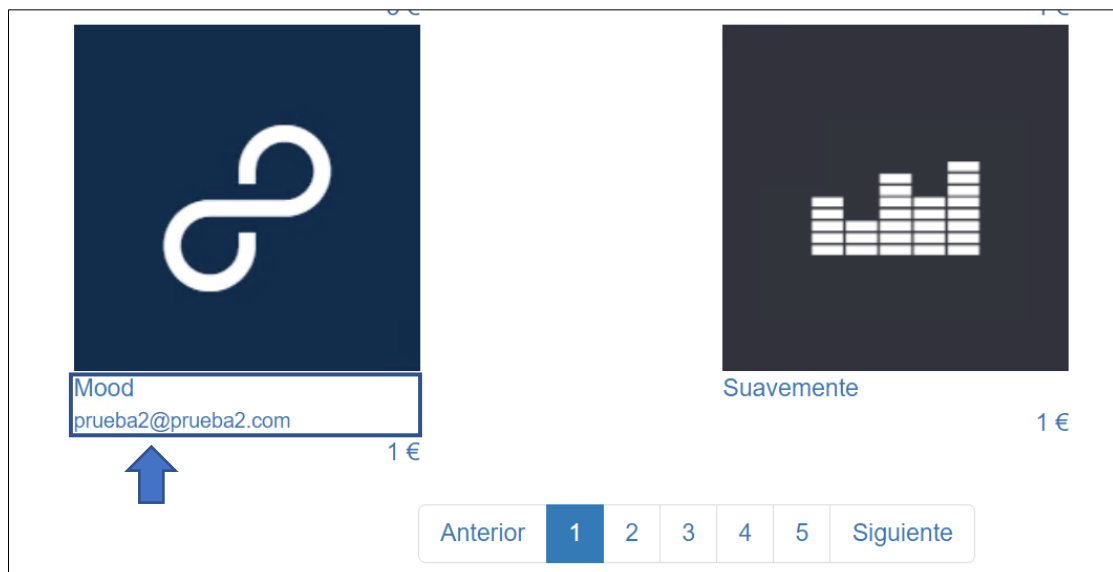 Mood
prueba2@prueba2.com
1 €
Suavemente
1 €
Anterior 1 2 3 4 5 Siguiente